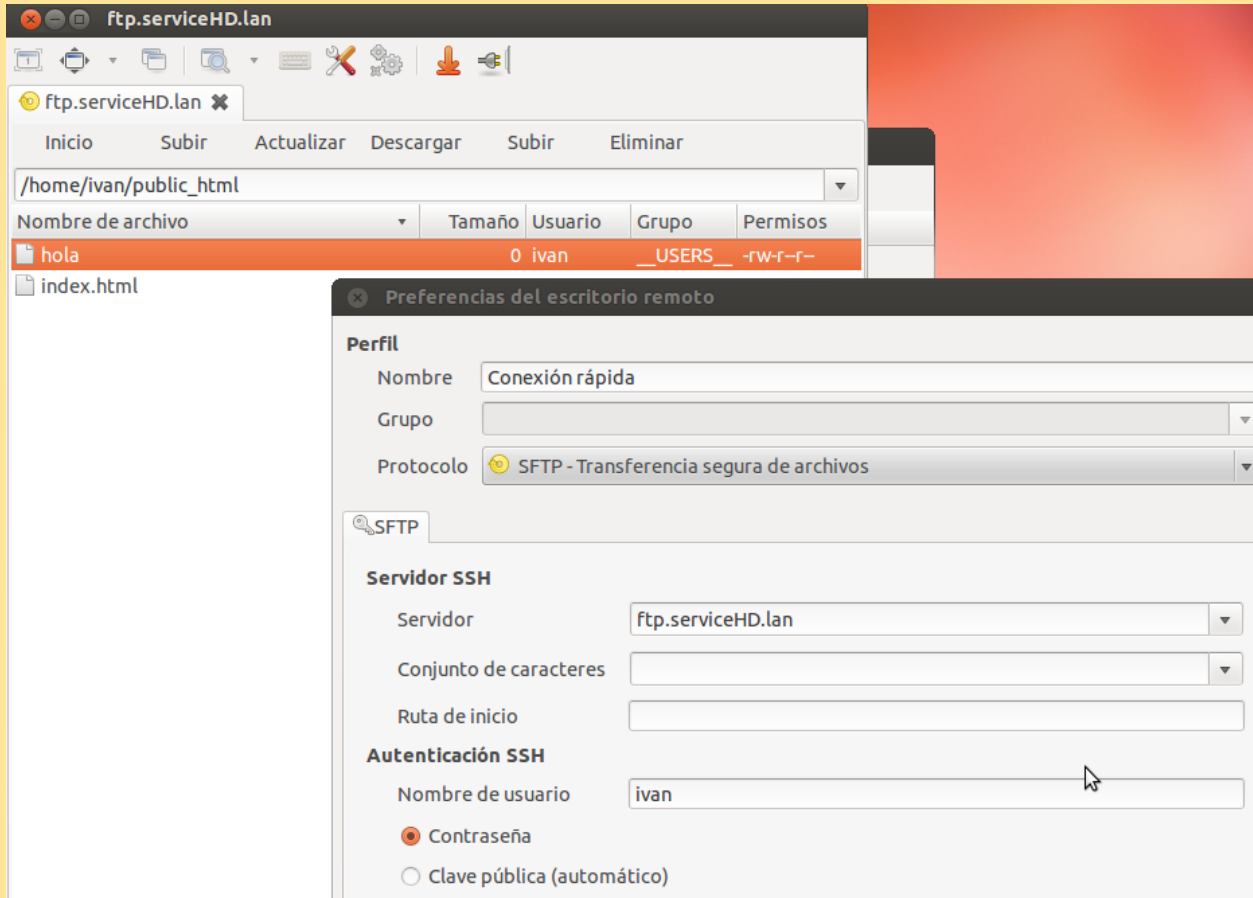 ftp.serviceHD.lan
ftp.serviceHD.lan
Inicio Subir Actualizar Descargar Subir Eliminar
/home/ivan/public_html
Nombre de archivo Tamaño Usuario Grupo Permisos
hola 0 ivan __USERS__ -rw-r--r--
index.html
Preferencias del escritorio remoto
Perfil
Nombre Conexión rápida
Grupo
Protocolo SFTP - Transferencia segura de archivos
SFTP
Servidor SSH
Servidor ftp.serviceHD.lan
Conjunto de caracteres
Ruta de inicio
Autenticación SSH
Nombre de usuario ivan
Contraseña
Clave pública (automático)